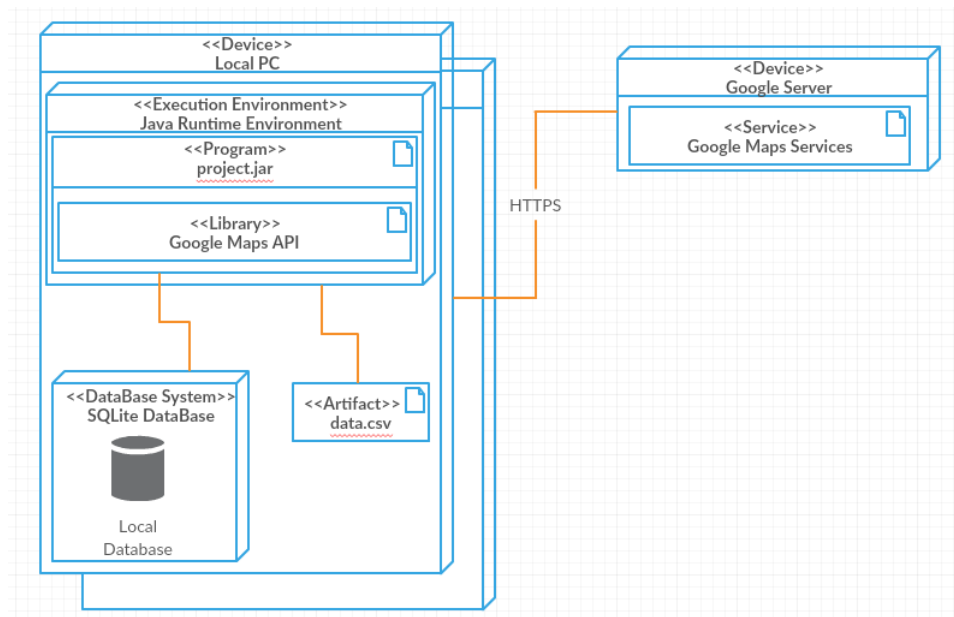 <<Device>>
Local PC
<<Execution Environment>>
Java Runtime Environment
<<Program>>
project.jar
<<Library>>
Google Maps API
<<DataBase System>>
SQLite DataBase
Local
Database
<<Artifact>>
data.csv
HTTPS
<<Device>>
Google Server
<<Service>>
Google Maps Services